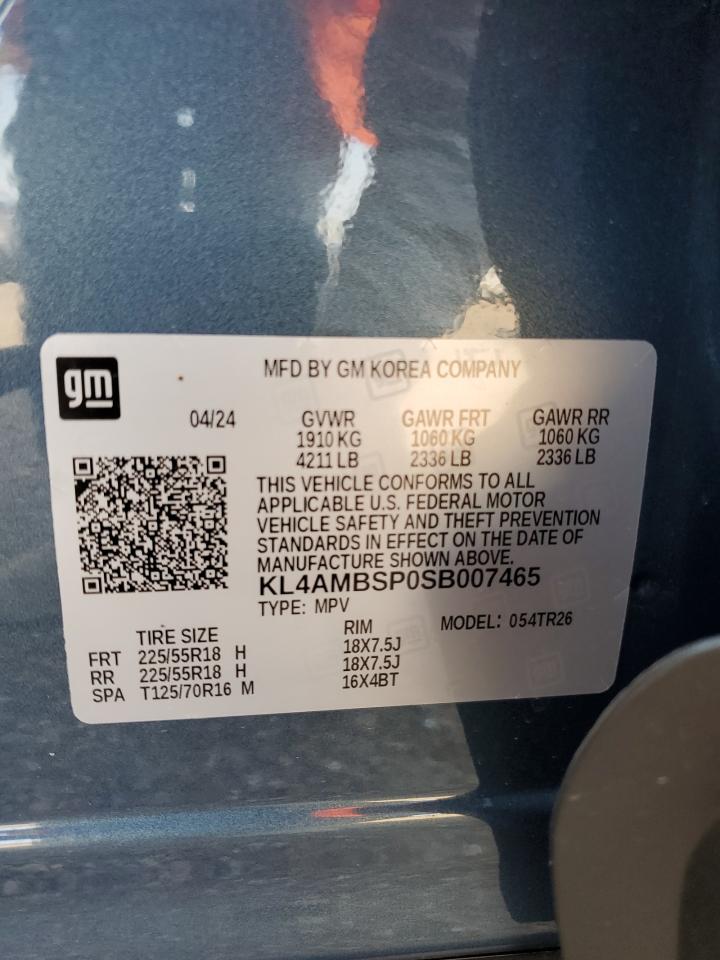 gm
MFD BY GM KOREA COMPANY
04/24 GVWR GAWR FRT GAWR RR
1910 KG 1060 KG 1060 KG
4211 LB 2336 LB 2336 LB
THIS VEHICLE CONFORMS TO ALL
APPLICABLE U.S. FEDERAL MOTOR
VEHICLE SAFETY AND THEFT PREVENTION
STANDARDS IN EFFECT ON THE DATE OF
MANUFACTURE SHOWN ABOVE.
KL4AMBSP0SB007465
TYPE: MPV
MODEL: 054TR26
TIRE SIZE RIM
FRT 225/55R18 H 18X7.5J
RR 225/55R18 H 18X7.5J
SPA T125/70R16 M 16X4BT